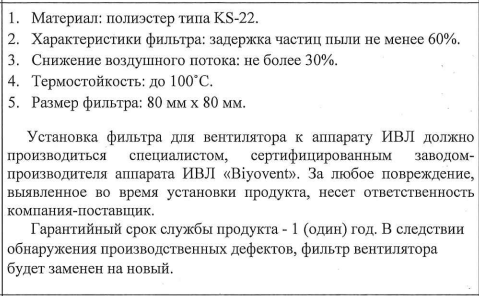 1. Материал: полиэстер типа KS-22.
2. Характеристики фильтра: задержка частиц пыли не менее 60%.
3. Снижение воздушного потока: не более 30%.
4. Термостойкость: до 100˚С.
5. Размер фильтра: 80 мм х 80 мм.
Установка фильтра для вентилятора к аппарату ИВЛ должно
производиться специалистом, сертифицированным заводом-
производителя аппарата ИВЛ «Biyovent». За любое повреждение,
выявленное во время установки продукта, несет ответственность
компания-поставщик.
Гарантийный срок службы продукта - 1 (один) год. В следствии
обнаружения производственных дефектов, фильтр вентилятора
будет заменен на новый.